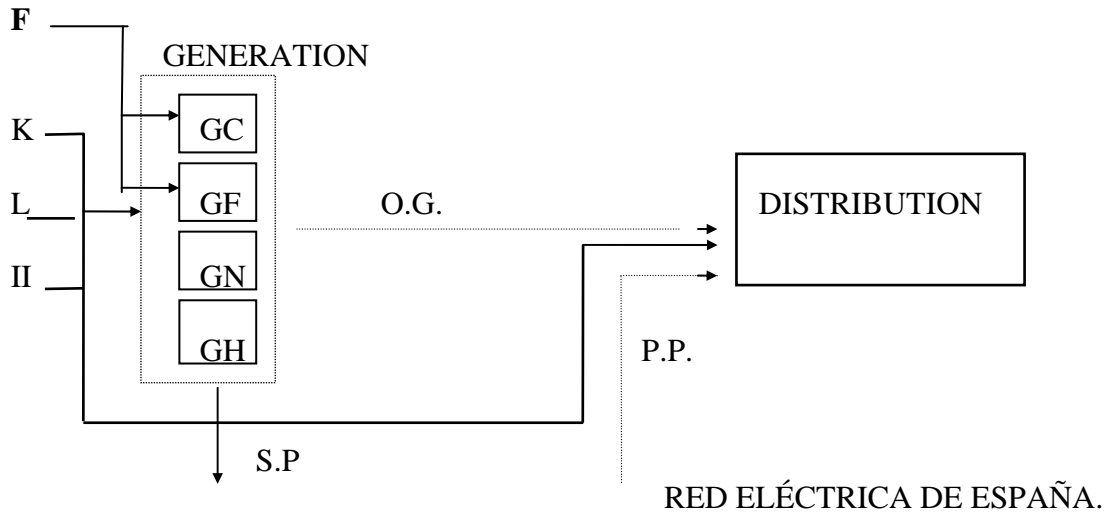 F
GENERATION
K
GC
L
GF
O.G.
DISTRIBUTION
II
GN
GH
P.P.
S.P
RED ELÉCTRICA DE ESPAÑA.